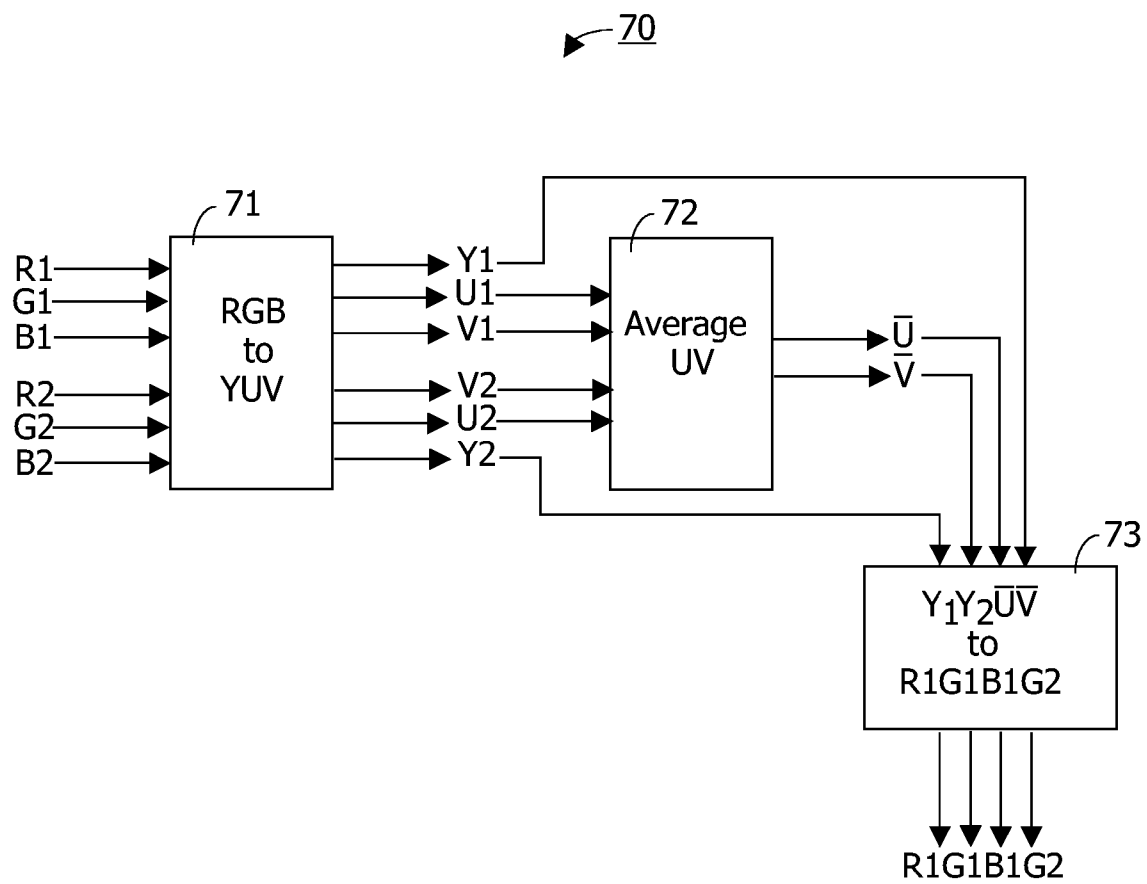 70
71
72
R1
G1
B1
R2
G2
B2
RGB
to
YUV
Y1
U1
V1
V2
U2
Y2
Average
UV
U̅
V̅
73
Y₁Y₂U̅V̅
to
R1G1B1G2
R1G1B1G2